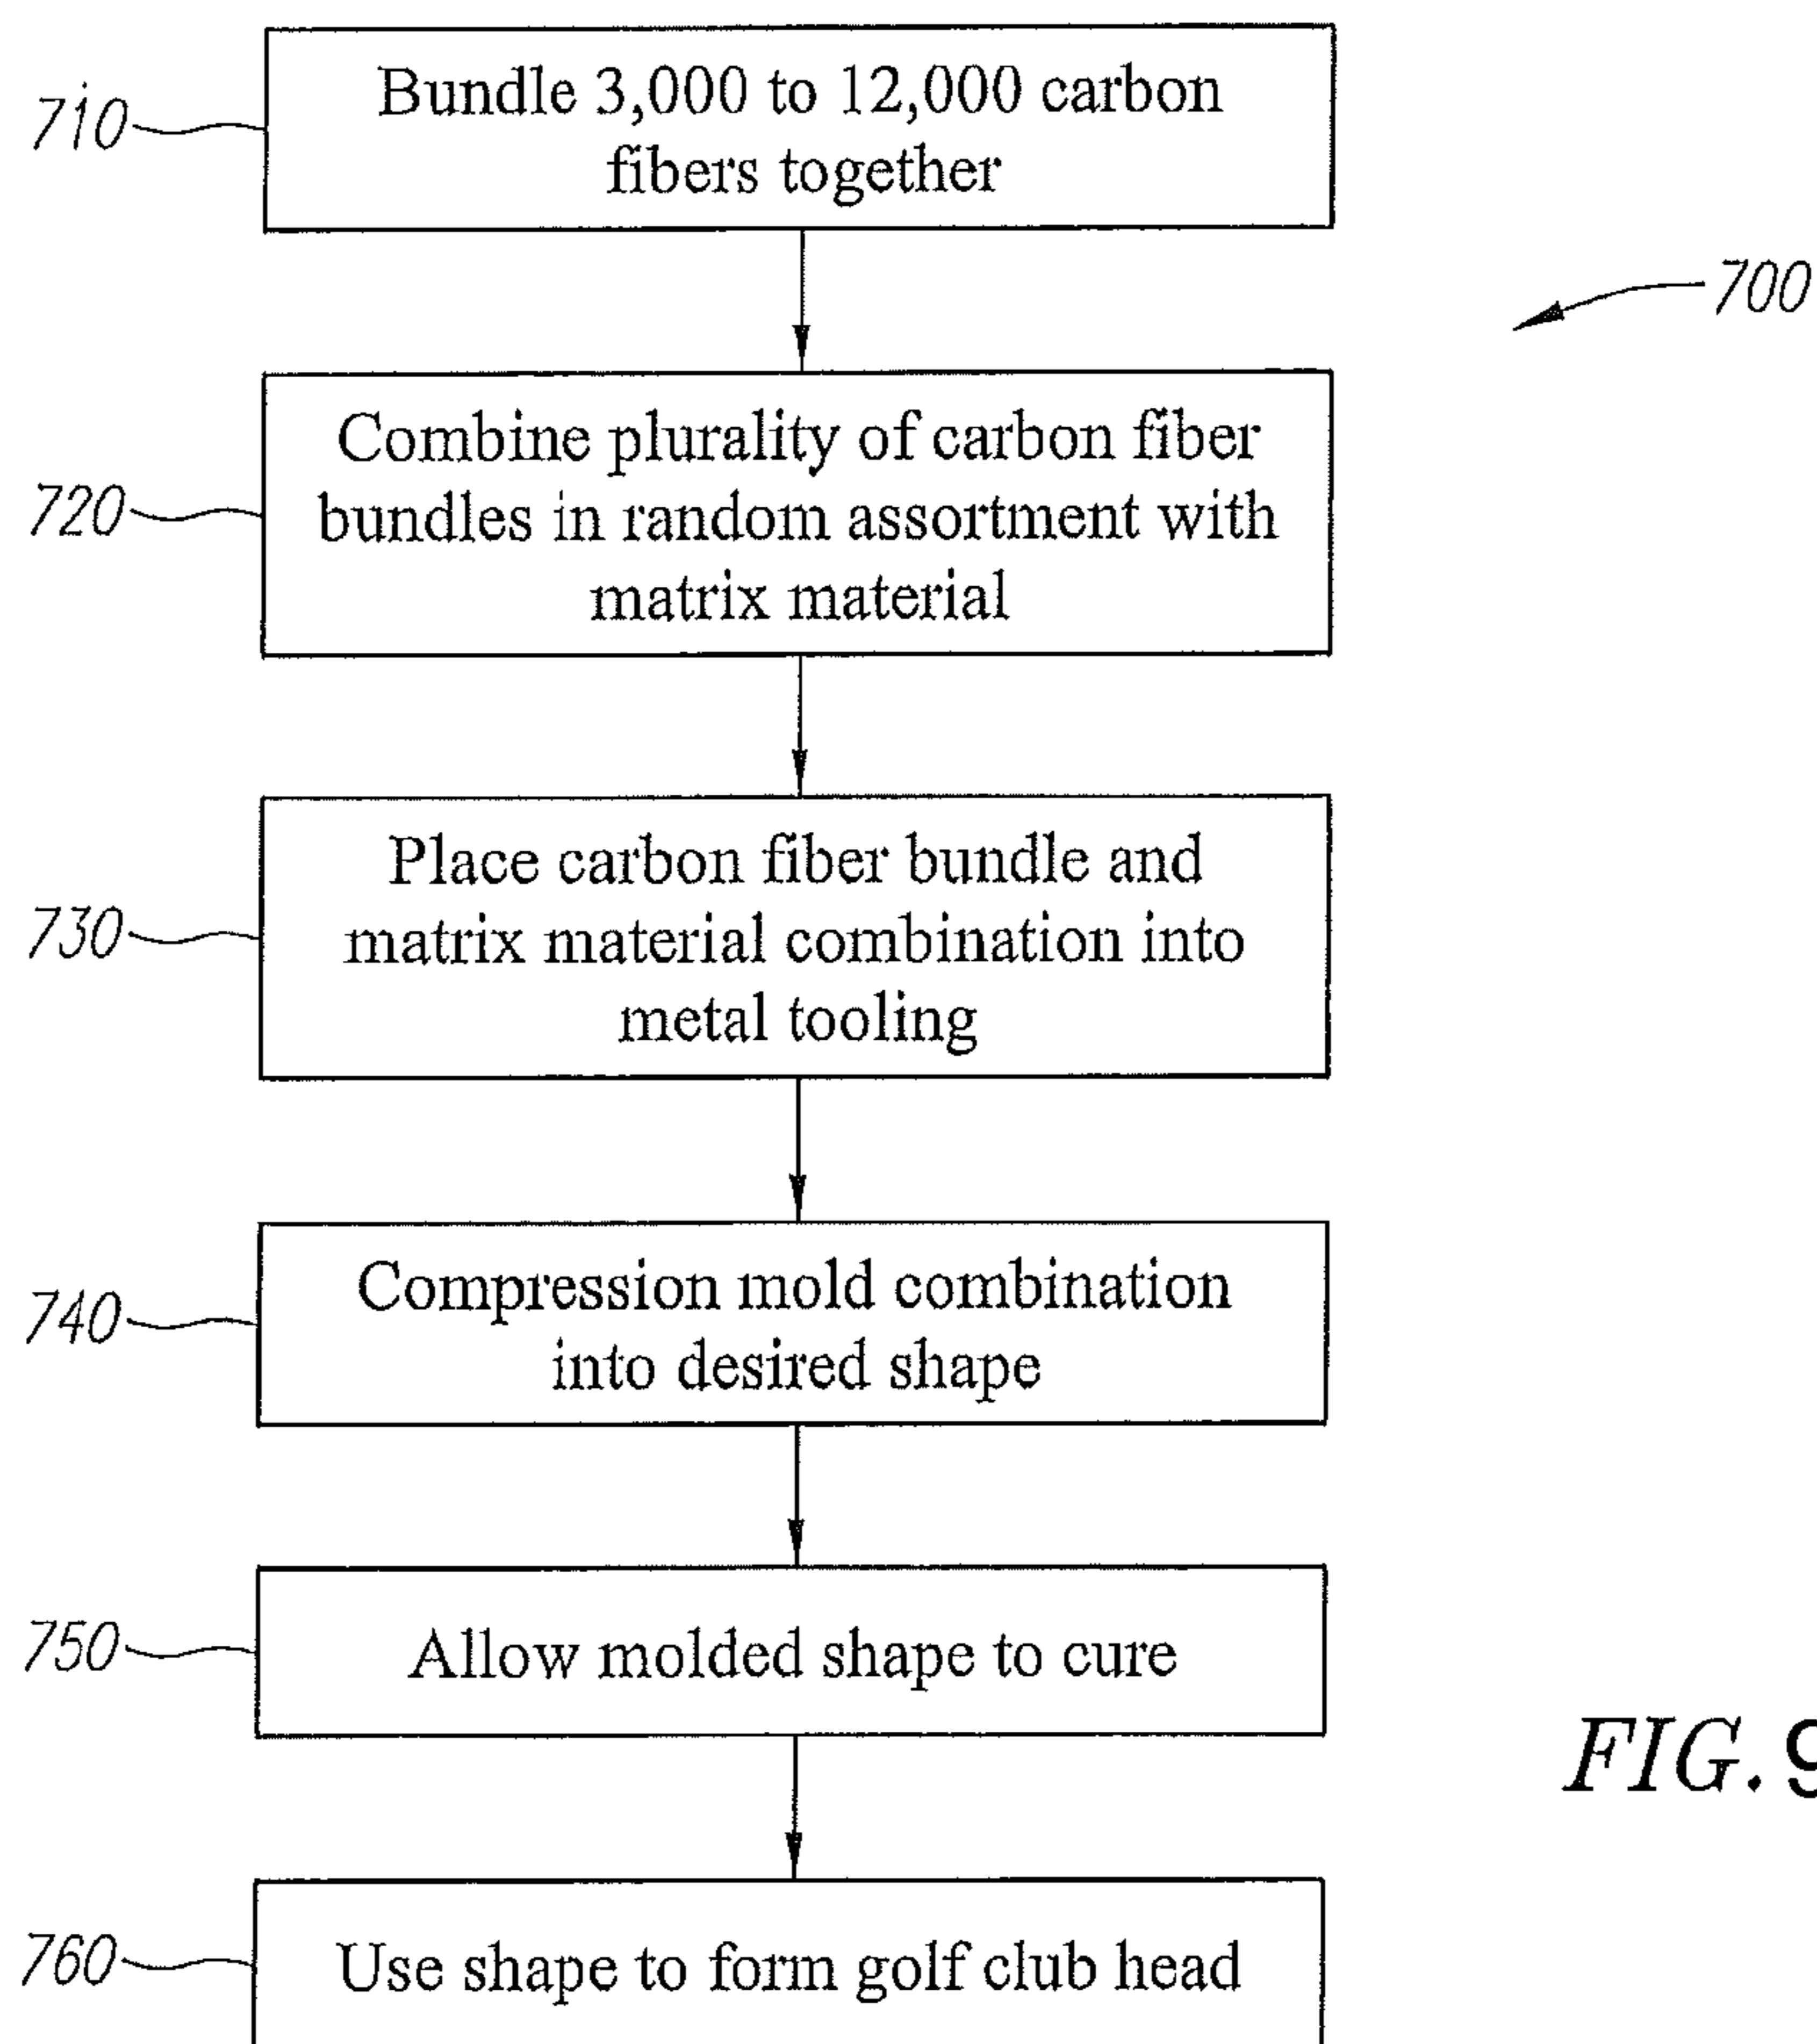 710
Bundle 3,000 to 12,000 carbon
fibers together
700
720
Combine plurality of carbon fiber
bundles in random assortment with
matrix material
730
Place carbon fiber bundle and
matrix material combination into
metal tooling
740
Compression mold combination
into desired shape
750
Allow molded shape to cure
FIG. 9
760
Use shape to form golf club head